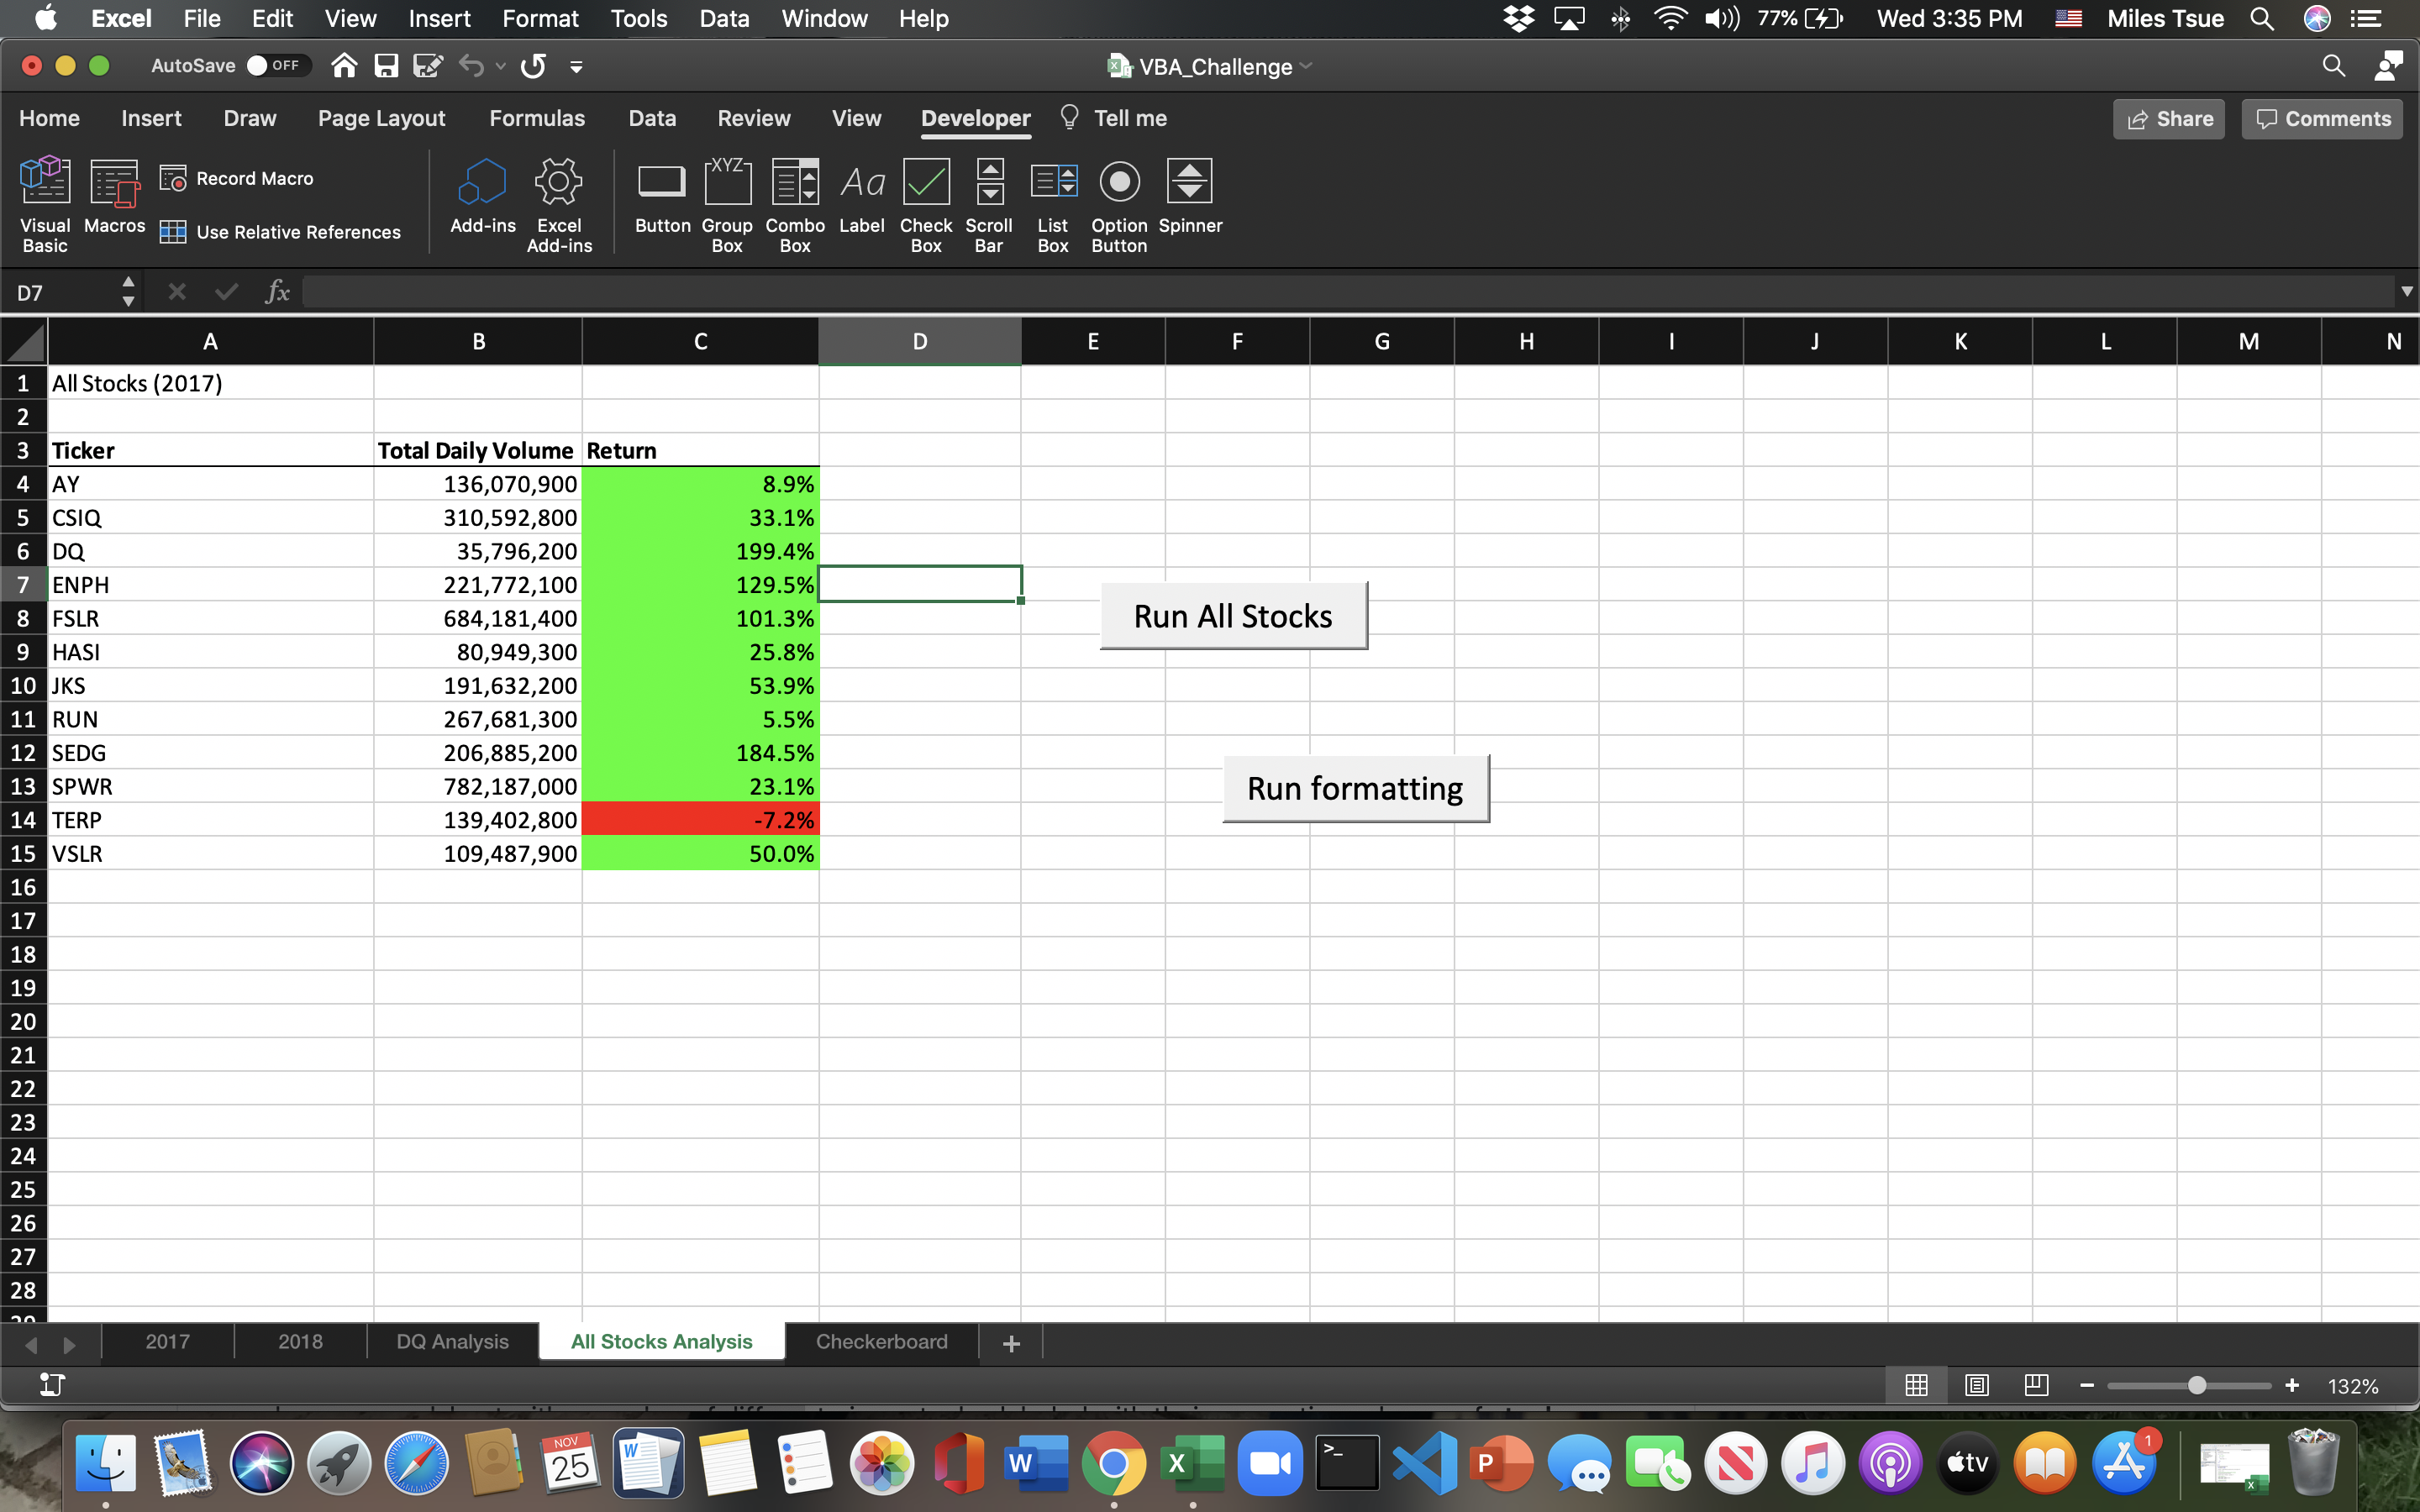 Excel File Edit View Insert Format Tools Data Window Help 77% Wed 3:35 PM Miles Tsue
AutoSave OFF VBA_Challenge
Home Insert Draw Page Layout Formulas Data Review View Developer Tell me Share Comments
Visual Basic Macros Record Macro Use Relative References Add-ins Excel Add-ins Button Group Box XYZ Combo Box Aa Label Check Box Scroll Bar List Box Option Button Spinner
D7 fx
A B C D E F G H I J K L M N
1 All Stocks (2017)
2
3 Ticker Total Daily Volume Return
4 AY 136,070,900 8.9%
5 CSIQ 310,592,800 33.1%
6 DQ 35,796,200 199.4%
7 ENPH 221,772,100 129.5%
Run All Stocks
8 FSLR 684,181,400 101.3%
9 HASI 80,949,300 25.8%
10 JKS 191,632,200 53.9%
11 RUN 267,681,300 5.5%
12 SEDG 206,885,200 184.5%
13 SPWR 782,187,000 23.1%
Run formatting
14 TERP 139,402,800 -7.2%
15 VSLR 109,487,900 50.0%
16
17
18
19
20
21
22
23
24
25
26
27
28
2017 2018 DQ Analysis All Stocks Analysis Checkerboard +
132%
NOV
25
W
W
X
>_
P
tv
1